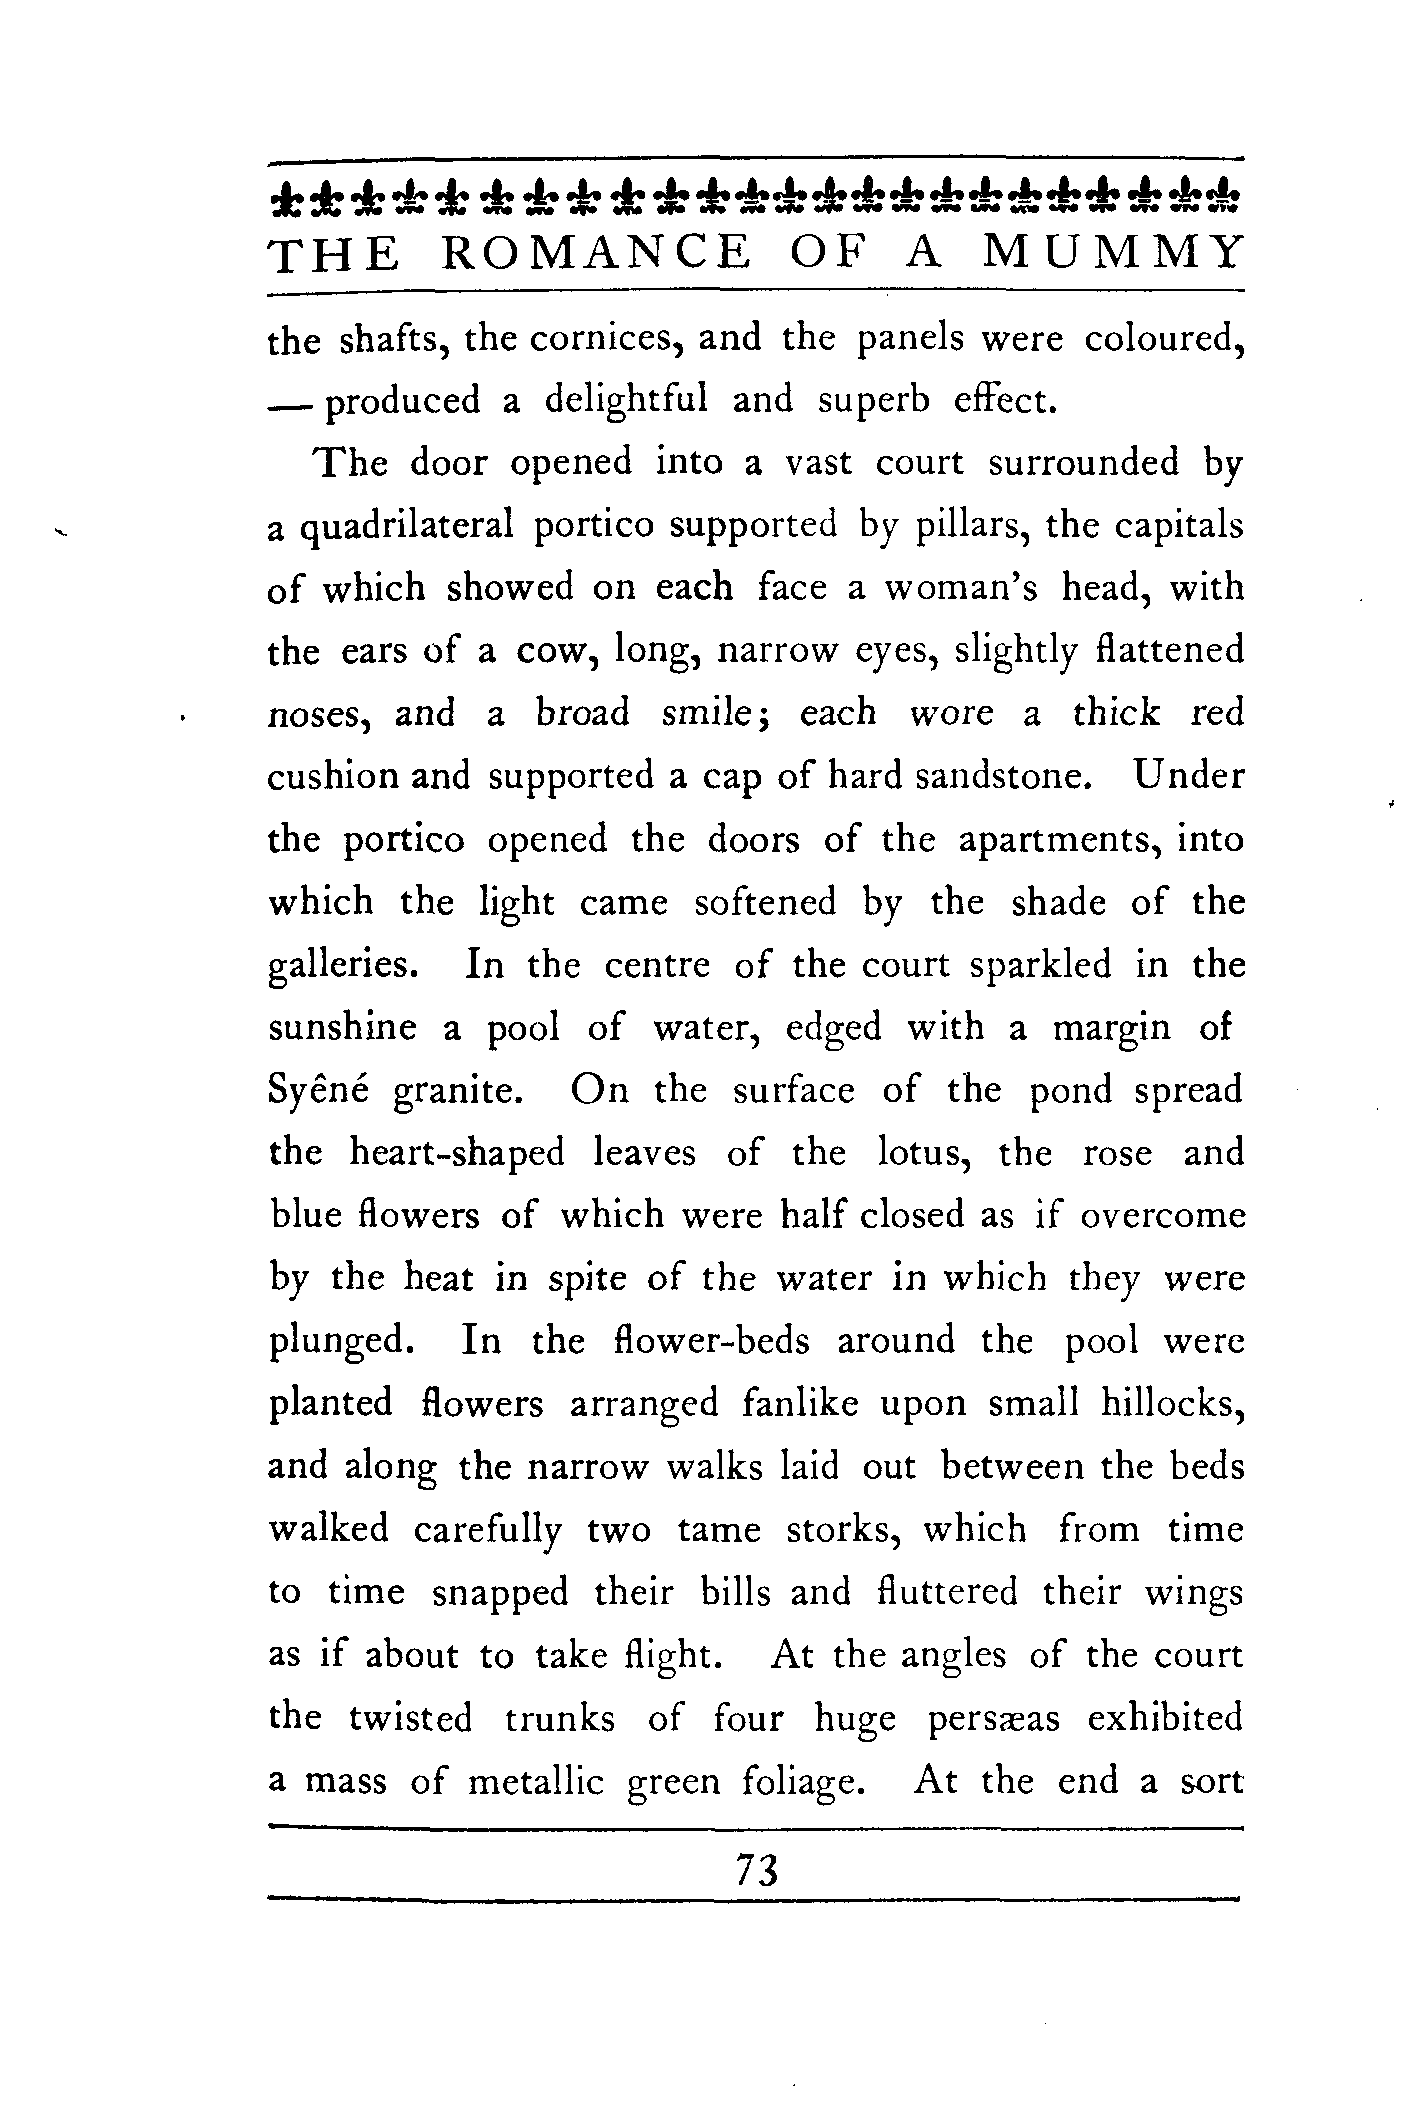 THE ROMANCE OF A MUMMY
the shafts, the cornices, and the panels were coloured,
— produced a delightful and superb effect.
The door opened into a vast court surrounded by
a quadrilateral portico supported by pillars, the capitals
of which showed on each face a woman's head, with
the ears of a cow, long, narrow eyes, slightly flattened
noses, and a broad smile; each wore a thick red
cushion and supported a cap of hard sandstone. Under
the portico opened the doors of the apartments, into
which the light came softened by the shade of the
galleries. In the centre of the court sparkled in the
sunshine a pool of water, edged with a margin of
Syêné granite. On the surface of the pond spread
the heart-shaped leaves of the lotus, the rose and
blue flowers of which were half closed as if overcome
by the heat in spite of the water in which they were
plunged. In the flower-beds around the pool were
planted flowers arranged fanlike upon small hillocks,
and along the narrow walks laid out between the beds
walked carefully two tame storks, which from time
to time snapped their bills and fluttered their wings
as if about to take flight. At the angles of the court
the twisted trunks of four huge persæas exhibited
a mass of metallic green foliage. At the end a sort
73